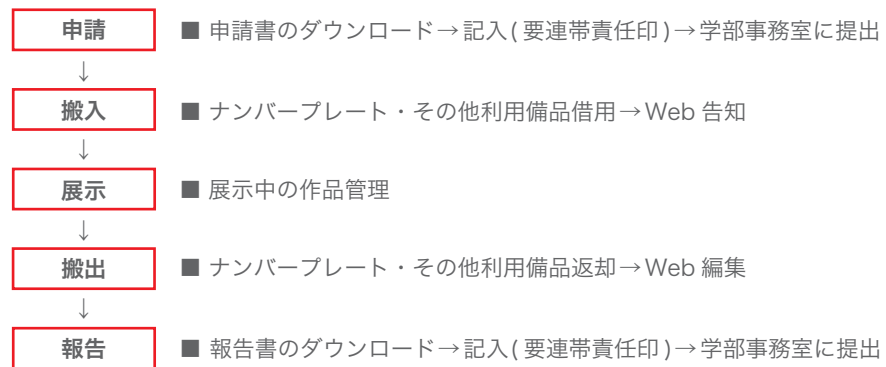 申請 ■ 申請書のダウンロード→記入(要連帯責任印)→学部事務室に提出
↓
搬入 ■ ナンバープレート・その他利用備品借用→Web 告知
↓
展示 ■ 展示中の作品管理
↓
搬出 ■ ナンバープレート・その他利用備品返却→Web 編集
↓
報告 ■ 報告書のダウンロード→記入(要連帯責任印)→学部事務室に提出